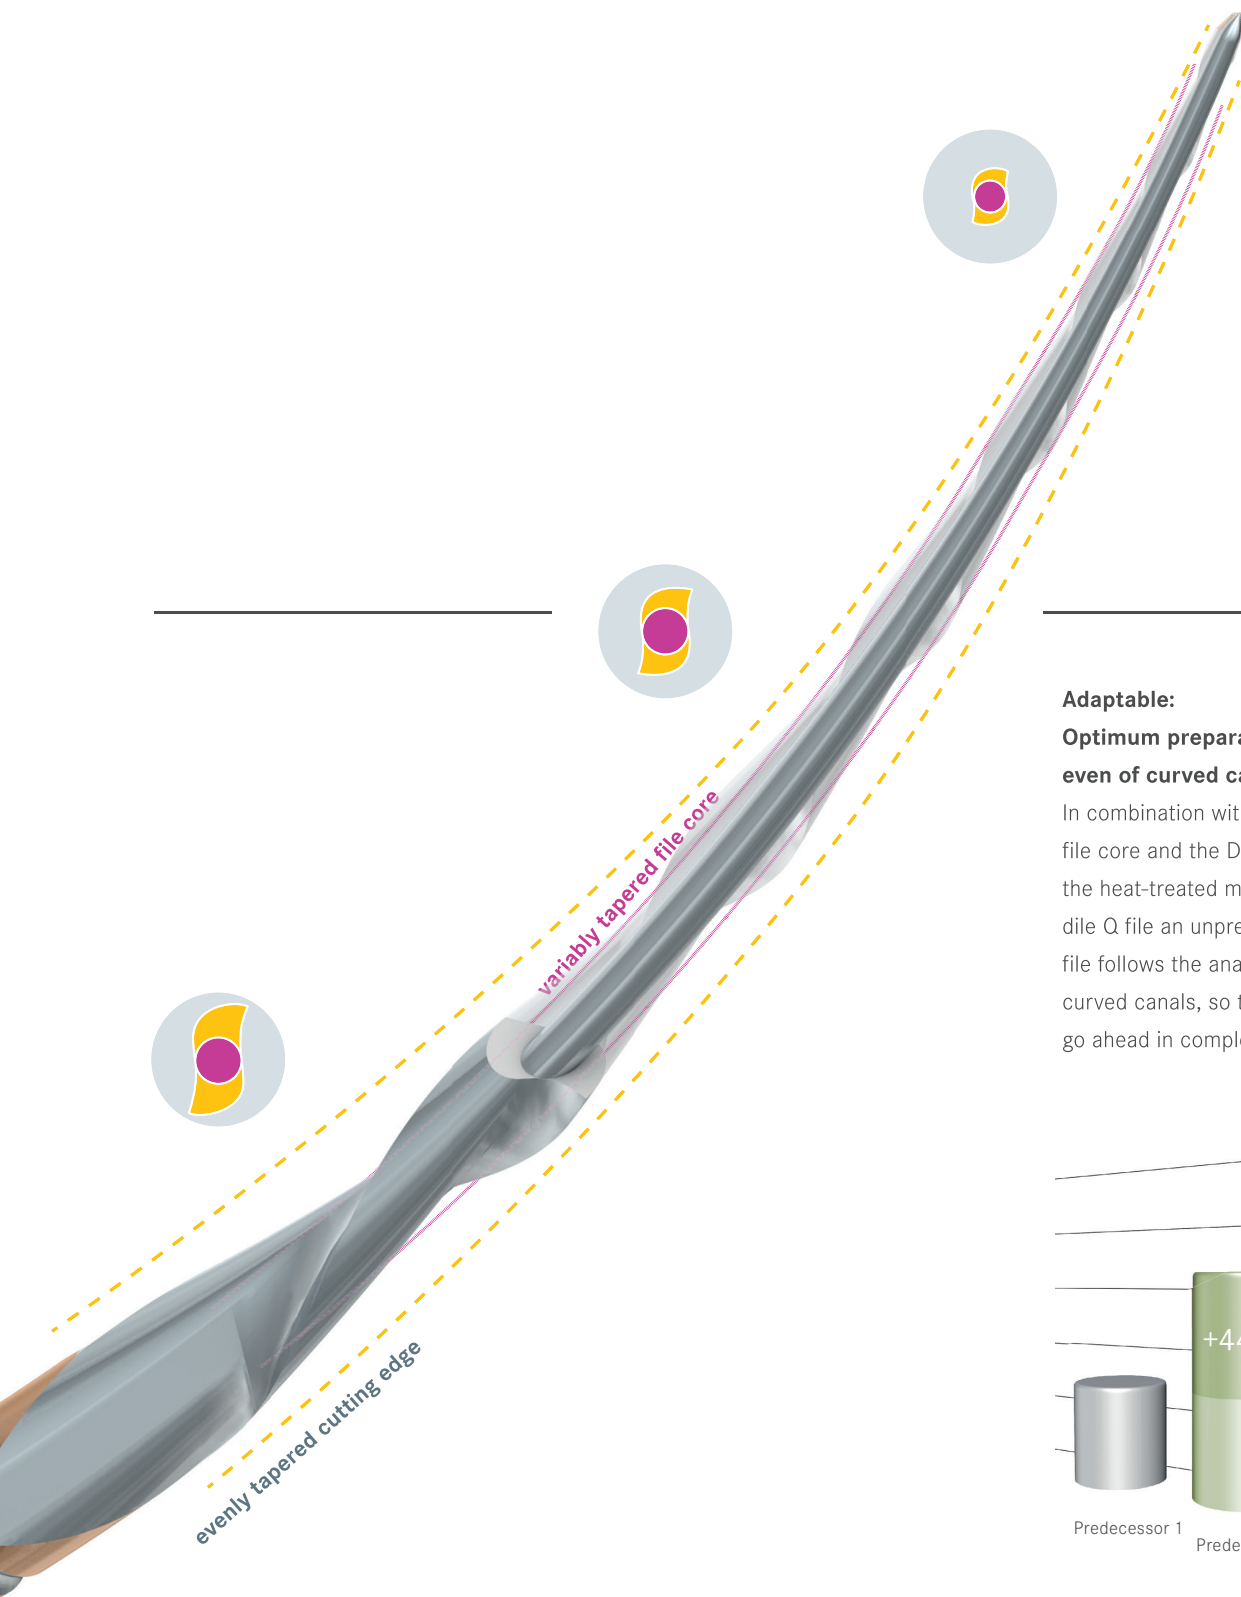 variably tapered file core
evenly tapered cutting edge
Adaptable:
Optimum prepara
even of curved ca
In combination wit
file core and the D
the heat-treated m
dile Q file an unpre
file follows the ana
curved canals, so t
go ahead in comple
+44
Predecessor 1
Prede